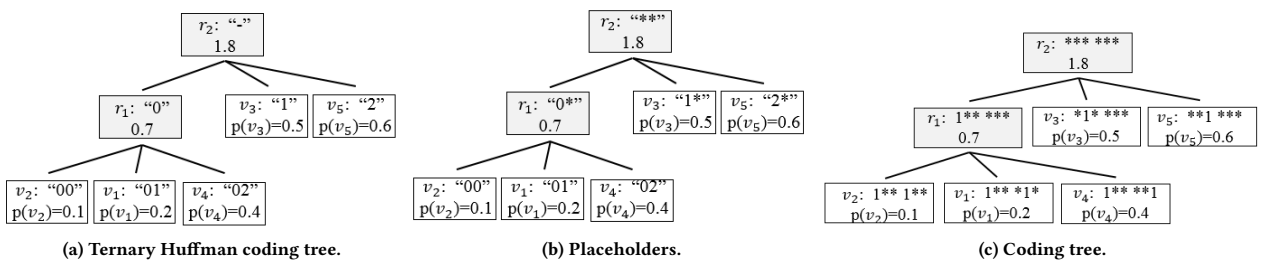 r₂: “-”
1.8
r₁: “0”
0.7
v₃: “1”
p(v₃)=0.5
v₅: “2”
p(v₅)=0.6
v₂: “00”
p(v₂)=0.1
v₁: “01”
p(v₁)=0.2
v₄: “02”
p(v₄)=0.4
(a) Ternary Huffman coding tree.
r₂: “**”
1.8
r₁: “0*”
0.7
v₃: “1*”
p(v₃)=0.5
v₅: “2*”
p(v₅)=0.6
v₂: “00”
p(v₂)=0.1
v₁: “01”
p(v₁)=0.2
v₄: “02”
p(v₄)=0.4
(b) Placeholders.
r₂: *** ***
1.8
r₁: 1** ***
0.7
v₃: *1* ***
p(v₃)=0.5
v₅: **1 ***
p(v₅)=0.6
v₂: 1** 1**
p(v₂)=0.1
v₁: 1** *1*
p(v₁)=0.2
v₄: 1** **1
p(v₄)=0.4
(c) Coding tree.